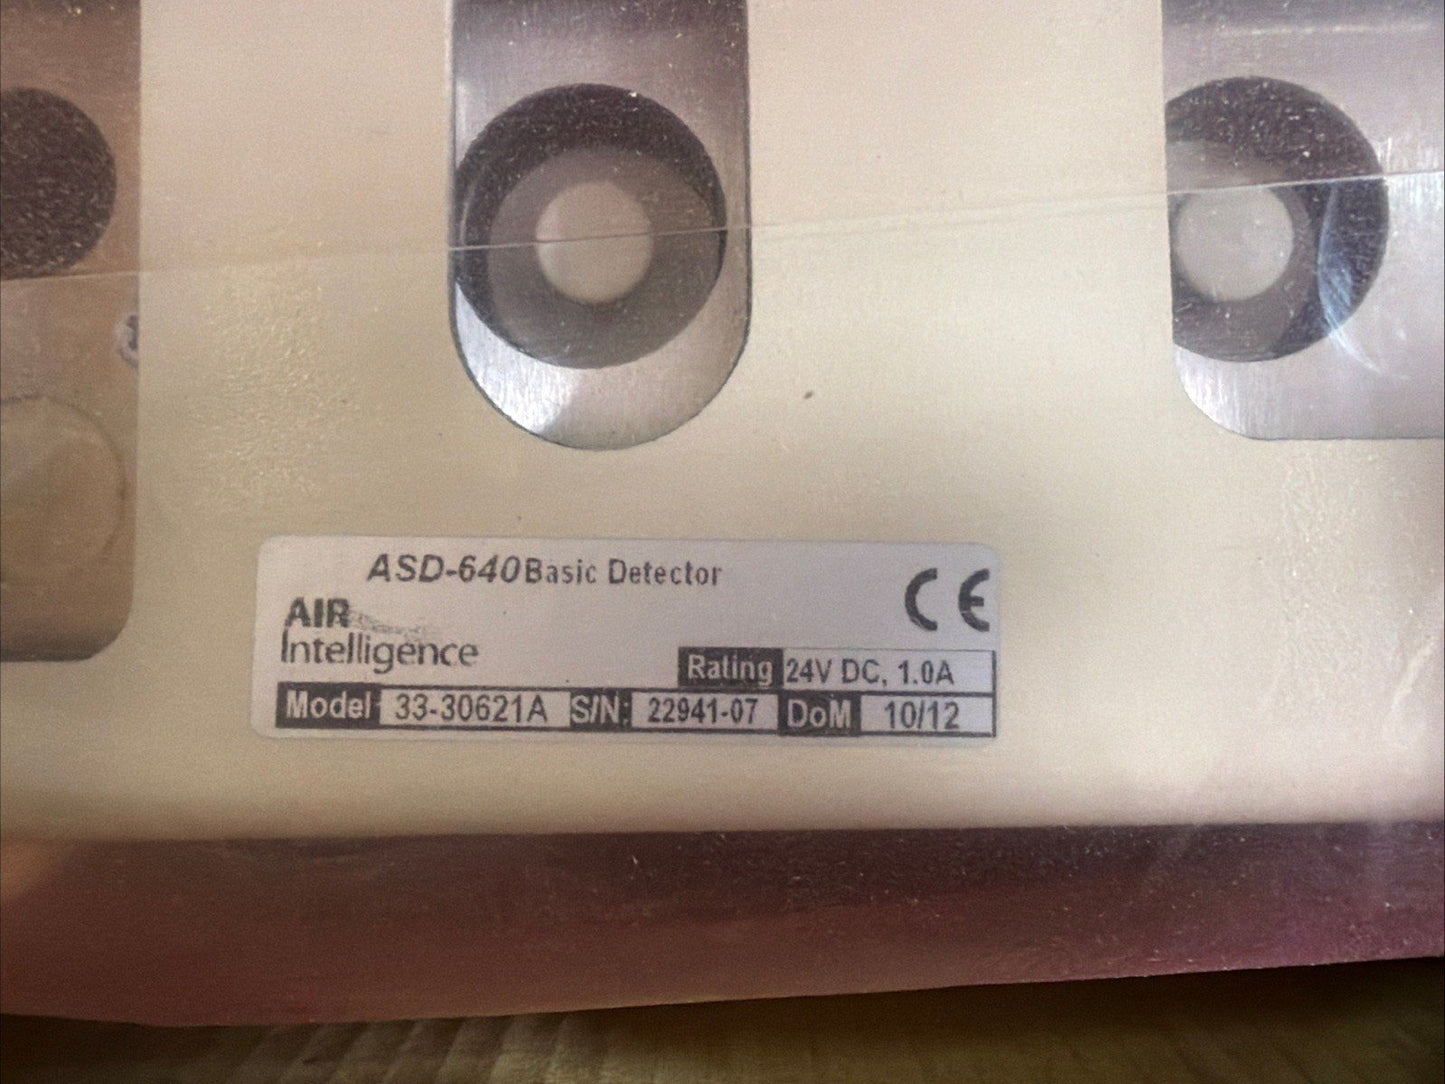 ASD-640 Basic Detector
CE
AIR
Intelligence
Rating 24V DC, 1.0A
Model 33-30621A S/N: 22941-07 DoM 10/12